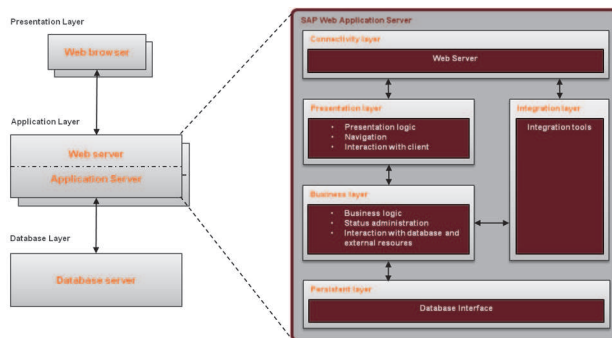 Presentation Layer
Web browser
Application Layer
Web server
Application Server
Database Layer
Database server
SAP Web Application Server
Connectivity layer
Web Server
Presentation layer
• Presentation logic
• Navigation
• Interaction with client
Integration layer
Integration tools
Business layer
• Business logic
• Status administration
• Interaction with database and
external resoures
Persistent layer
Database Interface